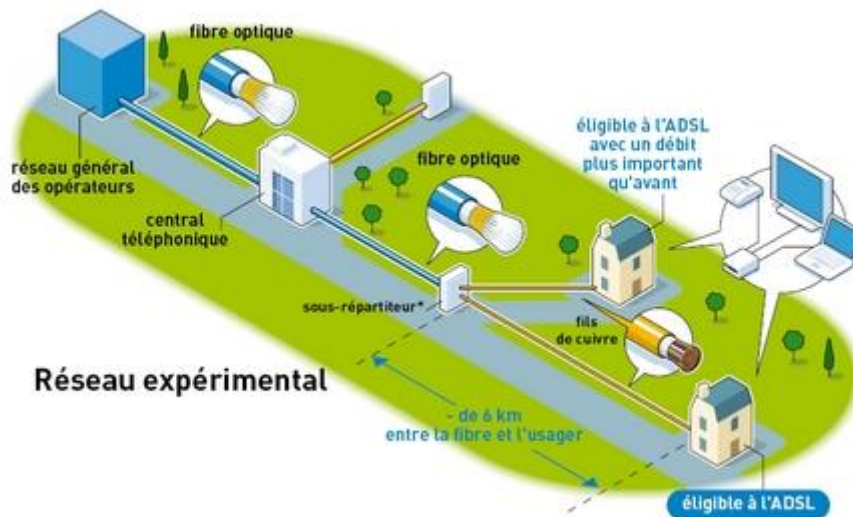 fibre optique
réseau général
des opérateurs
central
téléphonique
fibre optique
éligible à l'ADSL
avec un débit
plus important
qu'avant
sous-répartiteur*
fils
de cuivre
Réseau expérimental
- de 6 km
entre la fibre et l'usager
éligible à l'ADSL